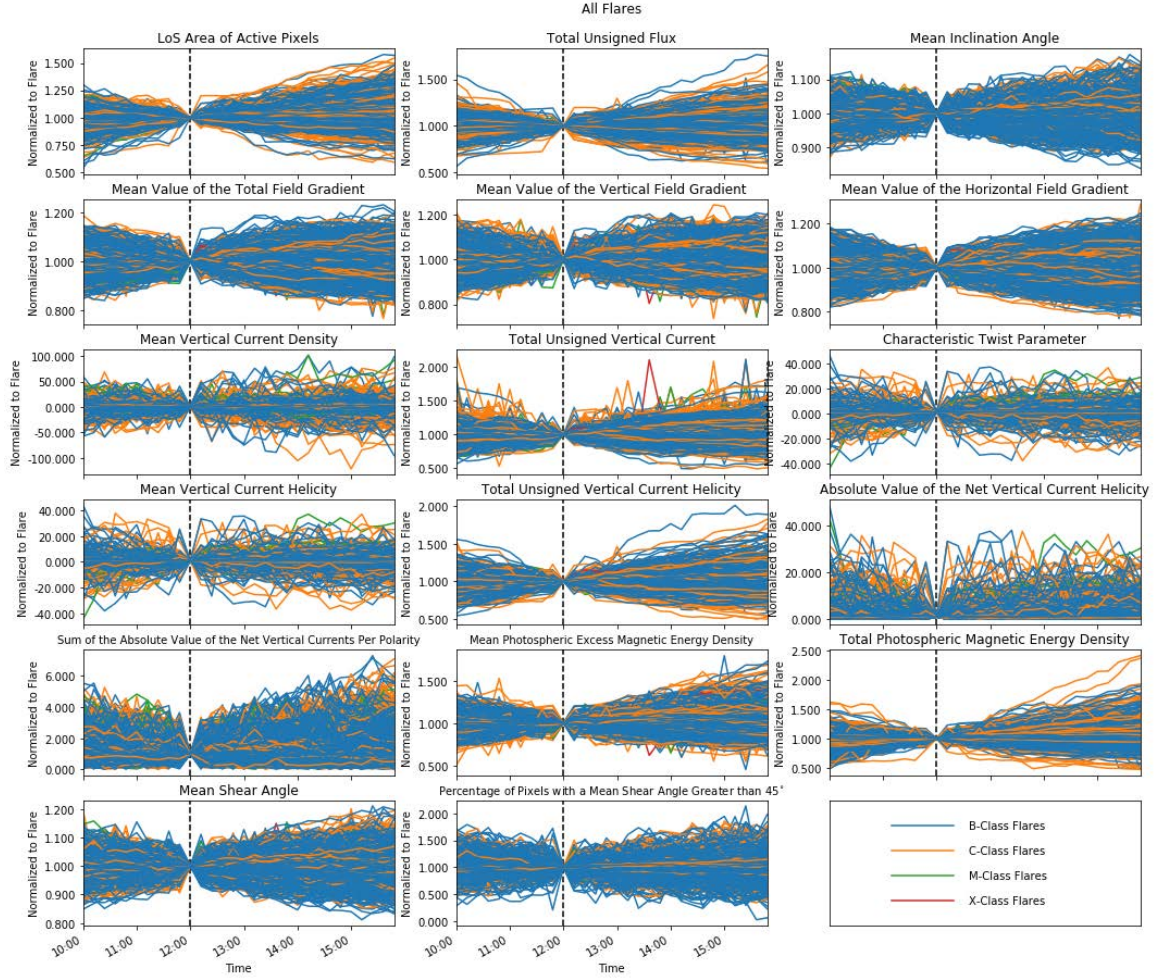 All Flares
LoS Area of Active Pixels
Normalized to Flare
1.500
1.250
1.000
0.750
0.500
Total Unsigned Flux
Normalized to Flare
1.500
1.000
0.500
Mean Inclination Angle
Normalized to Flare
1.100
1.000
0.900
Mean Value of the Total Field Gradient
Normalized to Flare
1.200
1.000
0.800
Mean Value of the Vertical Field Gradient
Normalized to Flare
1.200
1.000
0.800
Mean Value of the Horizontal Field Gradient
Normalized to Flare
1.200
1.000
0.800
Mean Vertical Current Density
Normalized to Flare
100.000
50.000
0.000
-50.000
-100.000
Total Unsigned Vertical Current
Normalized to Flare
2.000
1.500
1.000
0.500
Characteristic Twist Parameter
Normalized to Flare
40.000
20.000
0.000
-20.000
-40.000
Mean Vertical Current Helicity
Normalized to Flare
40.000
20.000
0.000
-20.000
-40.000
Total Unsigned Vertical Current Helicity
Normalized to Flare
2.000
1.500
1.000
0.500
Absolute Value of the Net Vertical Current Helicity
Normalized to Flare
40.000
20.000
0.000
Sum of the Absolute Value of the Net Vertical Currents Per Polarity
Normalized to Flare
6.000
4.000
2.000
0.000
Mean Photospheric Excess Magnetic Energy Density
Normalized to Flare
1.500
1.000
0.500
Total Photospheric Magnetic Energy Density
Normalized to Flare
2.500
2.000
1.500
1.000
0.500
Mean Shear Angle
Normalized to Flare
1.200
1.100
1.000
0.900
0.800
10:00
11:00
12:00
13:00
14:00
15:00
Time
Percentage of Pixels with a Mean Shear Angle Greater than 45°
Normalized to Flare
2.000
1.500
1.000
0.500
0.000
10:00
11:00
12:00
13:00
14:00
15:00
Time
B-Class Flares
C-Class Flares
M-Class Flares
X-Class Flares